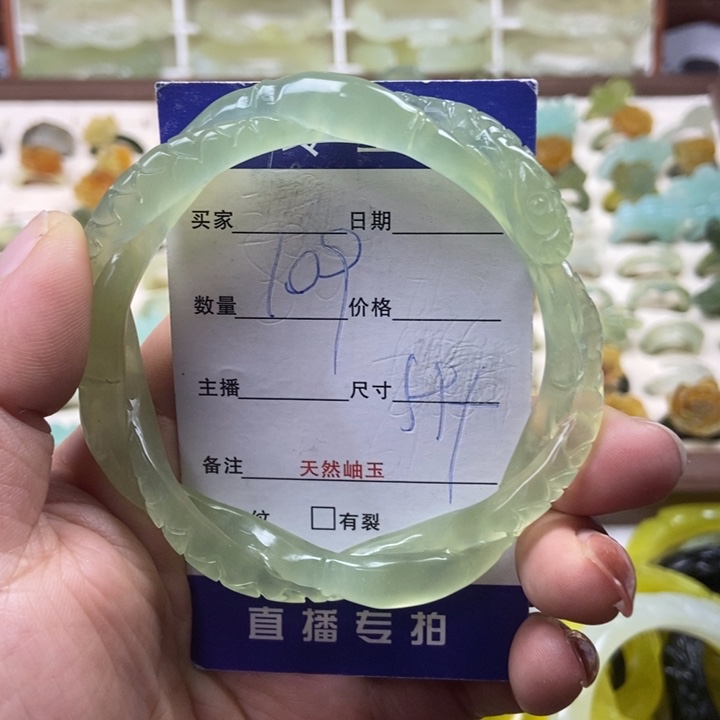 买家 日期
数量 109 价格
主播 尺寸
备注 天然岫玉
纹 □有裂
直播专拍